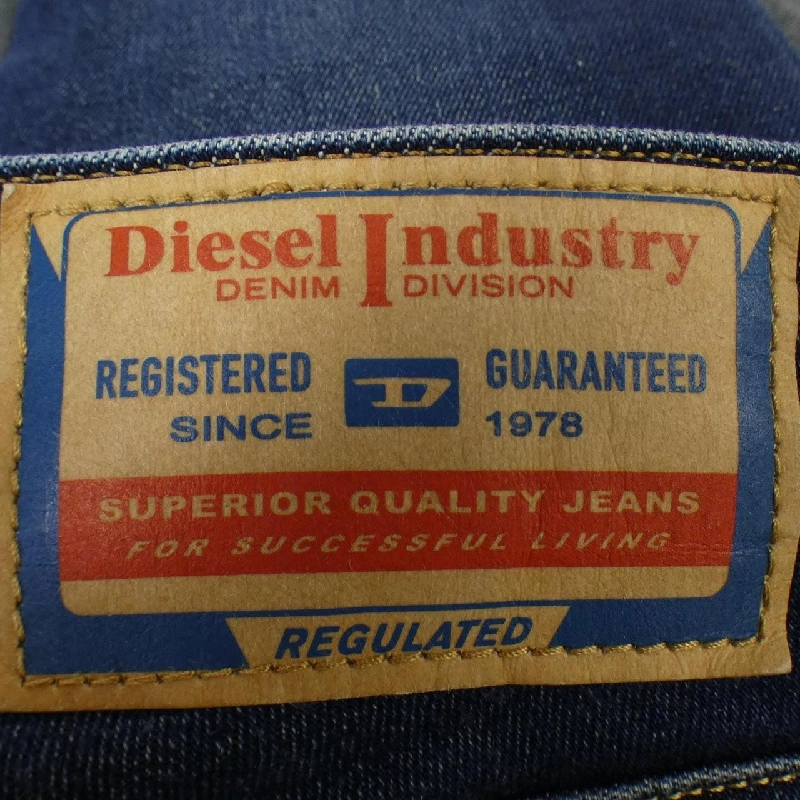 Diesel Industry
DENIM DIVISION
REGISTERED D GUARANTEED
SINCE 1978
SUPERIOR QUALITY JEANS
FOR SUCCESSFUL LIVING
REGULATED